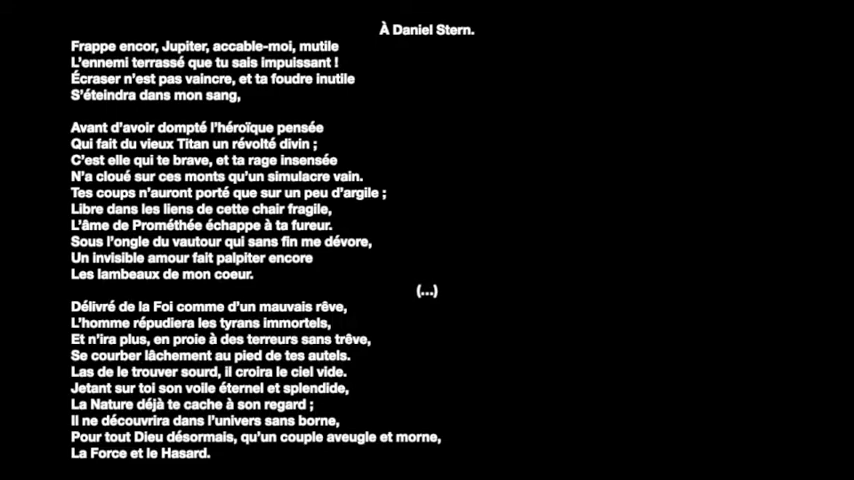 À Daniel Stern.
Frappe encor, Jupiter, accable-moi, mutile
L’ennemi terrassé que tu sais impuissant !
Écraser n’est pas vaincre, et ta foudre inutile
S’éteindra dans mon sang,
Avant d’avoir dompté l’héroïque pensée
Qui fait du vieux Titan un révolté divin ;
C’est elle qui te brave, et ta rage insensée
N’a cloué sur ces monts qu’un simulacre vain.
Tes coups n’auront porté que sur un peu d’argile ;
Libre dans les liens de cette chair fragile,
L’âme de Prométhée échappe à ta fureur.
Sous l’ongle du vautour qui sans fin me dévore,
Un invisible amour fait palpiter encore
Les lambeaux de mon coeur.
(...)
Délivré de la Foi comme d’un mauvais rêve,
L’homme répudiera les tyrans immortels,
Et n’ira plus, en proie à des terreurs sans trêve,
Se courber lâchement au pied de tes autels.
Las de le trouver sourd, il croira le ciel vide.
Jetant sur toi son voile éternel et splendide,
La Nature déjà te cache à son regard ;
Il ne découvrira dans l’univers sans borne,
Pour tout Dieu désormais, qu’un couple aveugle et morne,
La Force et le Hasard.